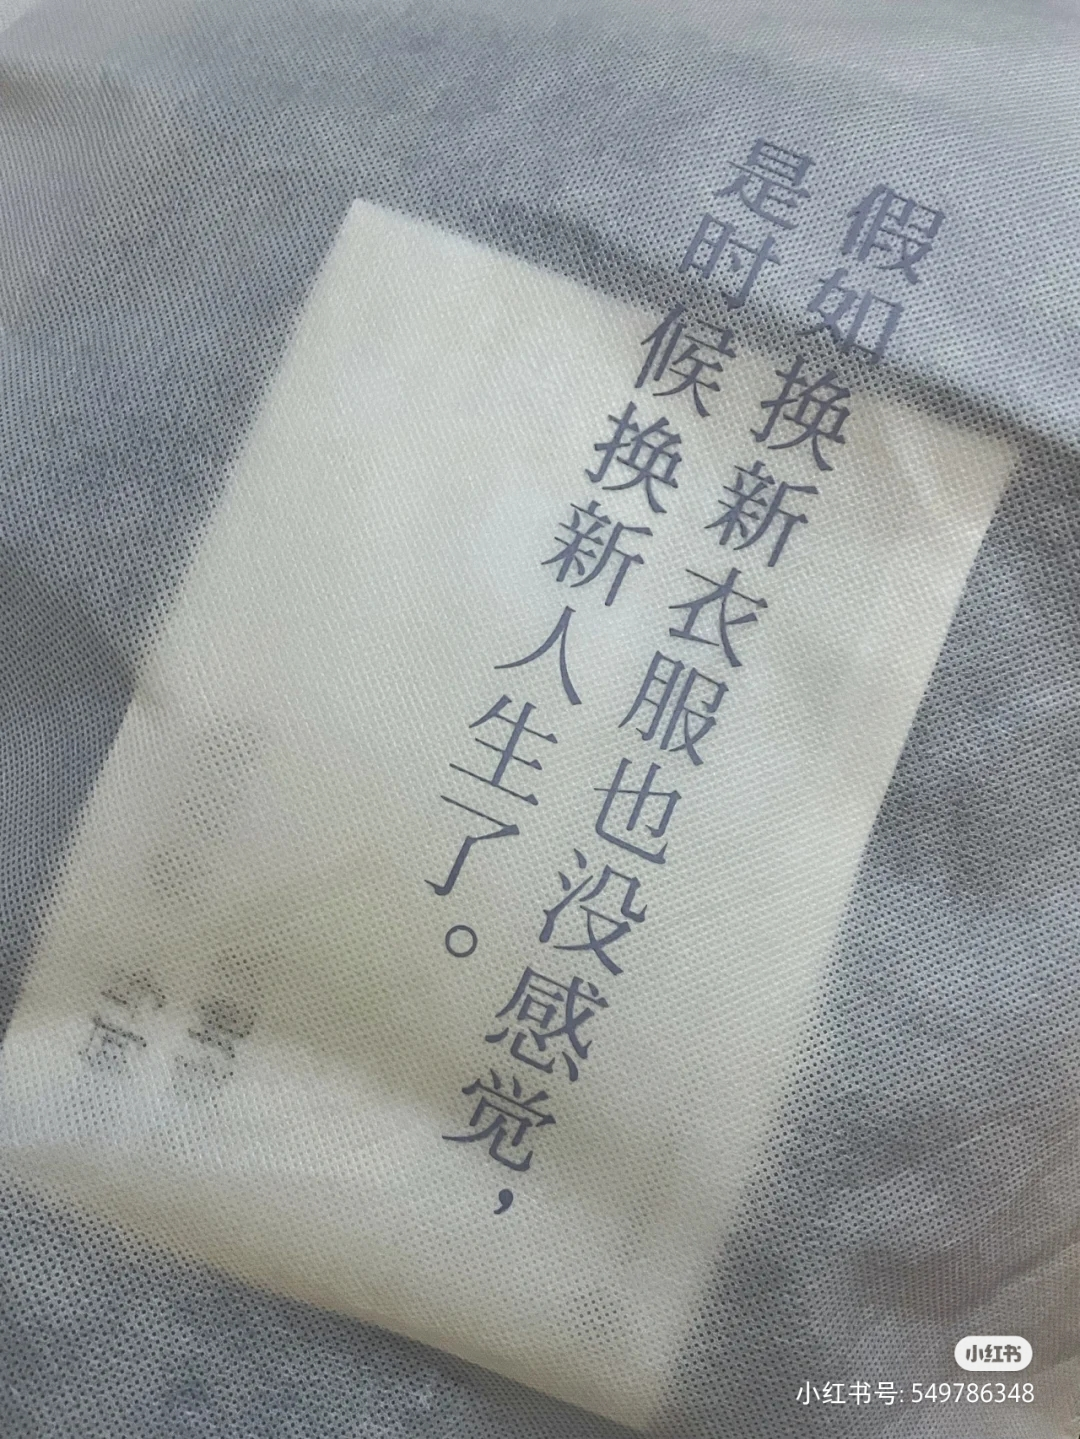 假如换新衣服也没感觉，
是时候换新人生了。
小红书
小红书号: 549786348